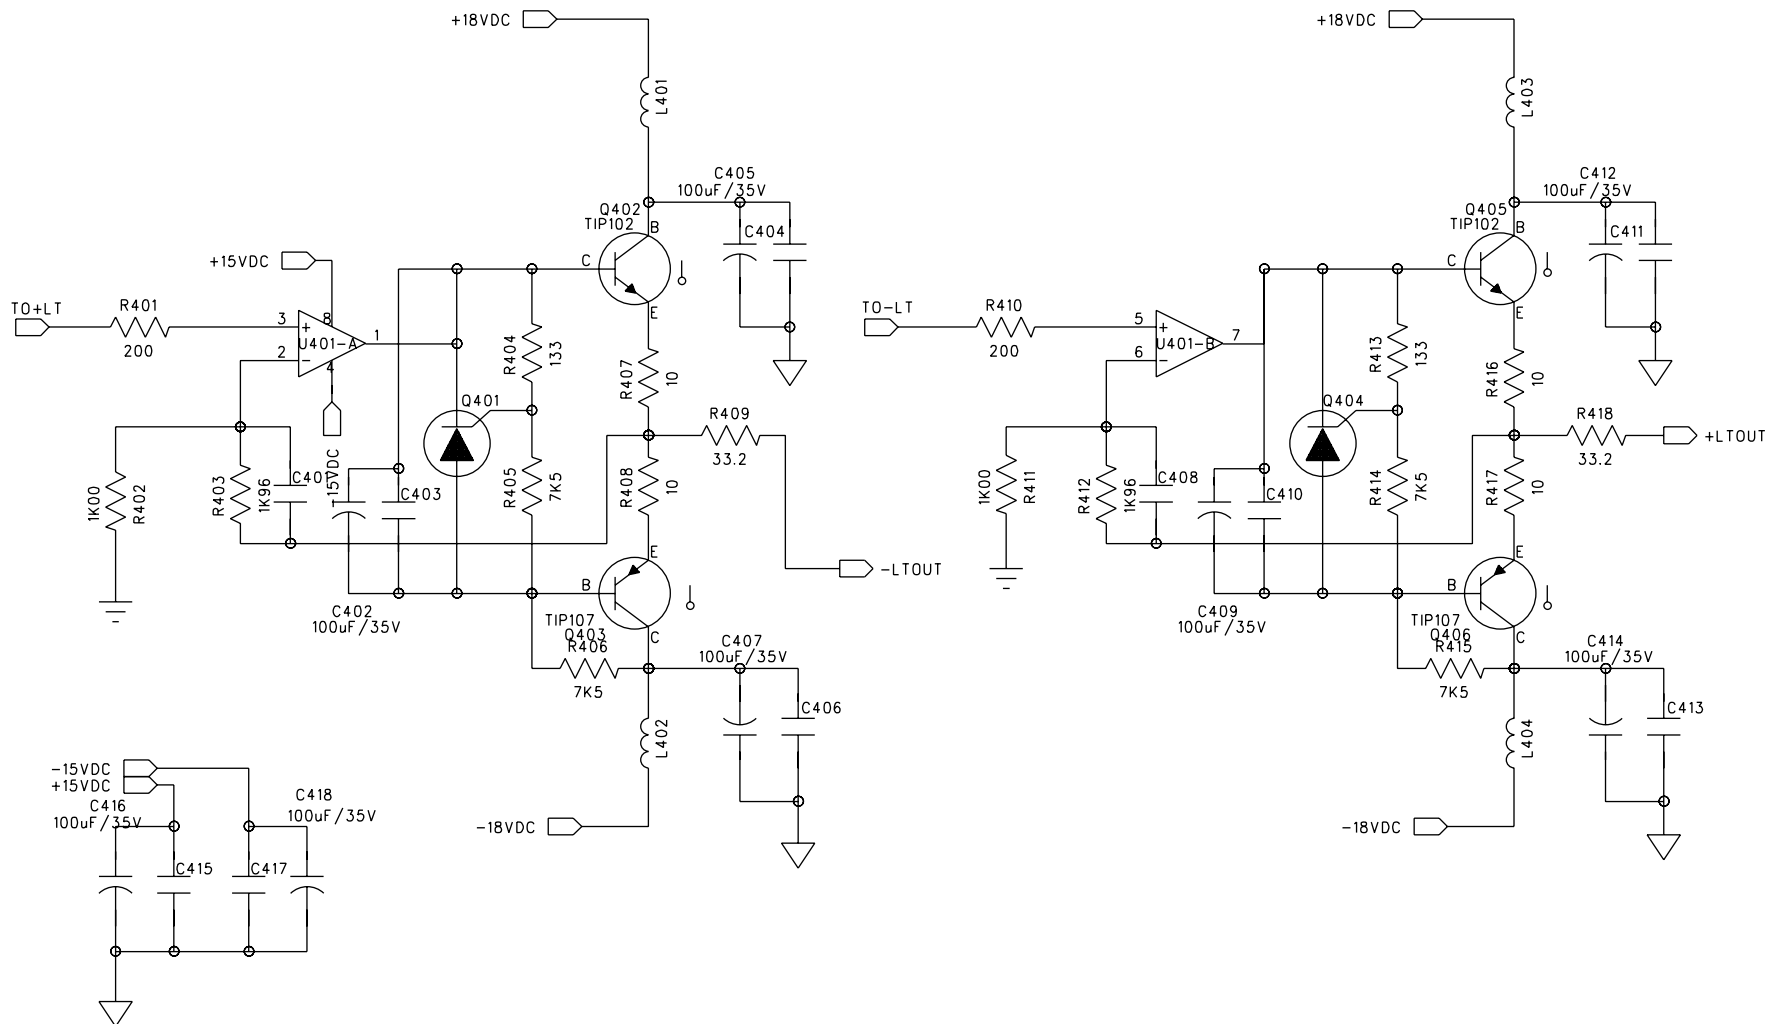 +18VDC
L401
C405
100uF/35V
Q402
TIP102
B
C404
C
E
+15VDC
TO+LT
R401
200
3
+
8
U401-A
1
2
−
4
-15VDC
R404
133
R407
10
Q401
R409
33.2
1K00
R402
R403
1K96
C401
C403
R405
7K5
R408
10
-LTOUT
E
B
C402
100uF/35V
TIP107
Q403
C
R406
7K5
C407
100uF/35V
C406
L402
-18VDC
+18VDC
L403
C412
100uF/35V
Q405
TIP102
B
C411
C
E
TO-LT
R410
200
5
+
U401-B
7
6
−
R413
133
R416
10
Q404
R418
33.2
+LTOUT
1K00
R411
R412
1K96
C408
C410
R414
7K5
R417
10
E
B
C409
100uF/35V
TIP107
Q406
C
R415
7K5
C414
100uF/35V
C413
L404
-18VDC
-15VDC
+15VDC
C416
100uF/35V
C418
100uF/35V
C415
C417